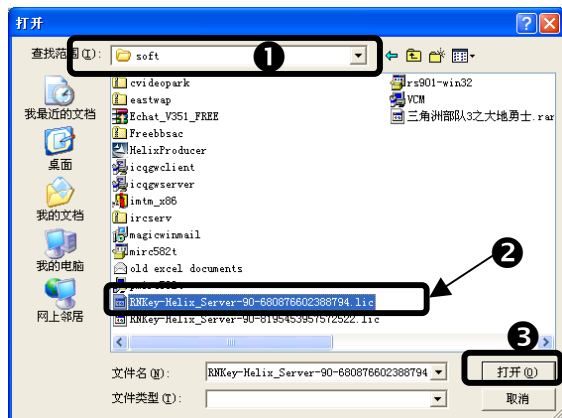 打开
查找范围(I):
soft
1
我最近的文档
桌面
我的文档
我的电脑
网上邻居
cvideopark
eastwap
Echat_V351_FREE
Freebbsac
HelixProducer
icqgwclient
icqgwserver
imtm_x86
ircserv
magicwinmail
mirc582t
old excel documents
RNKey-Helix_Server-90-680876602388794.lic
RNKey-Helix_Server-90-8195453957572522.lic
rs901-win32
VCM
三角洲部队3之大地勇士.rar
2
3
文件名(N):
RNKey-Helix_Server-90-680876602388794
打开(O)
文件类型(T):
取消